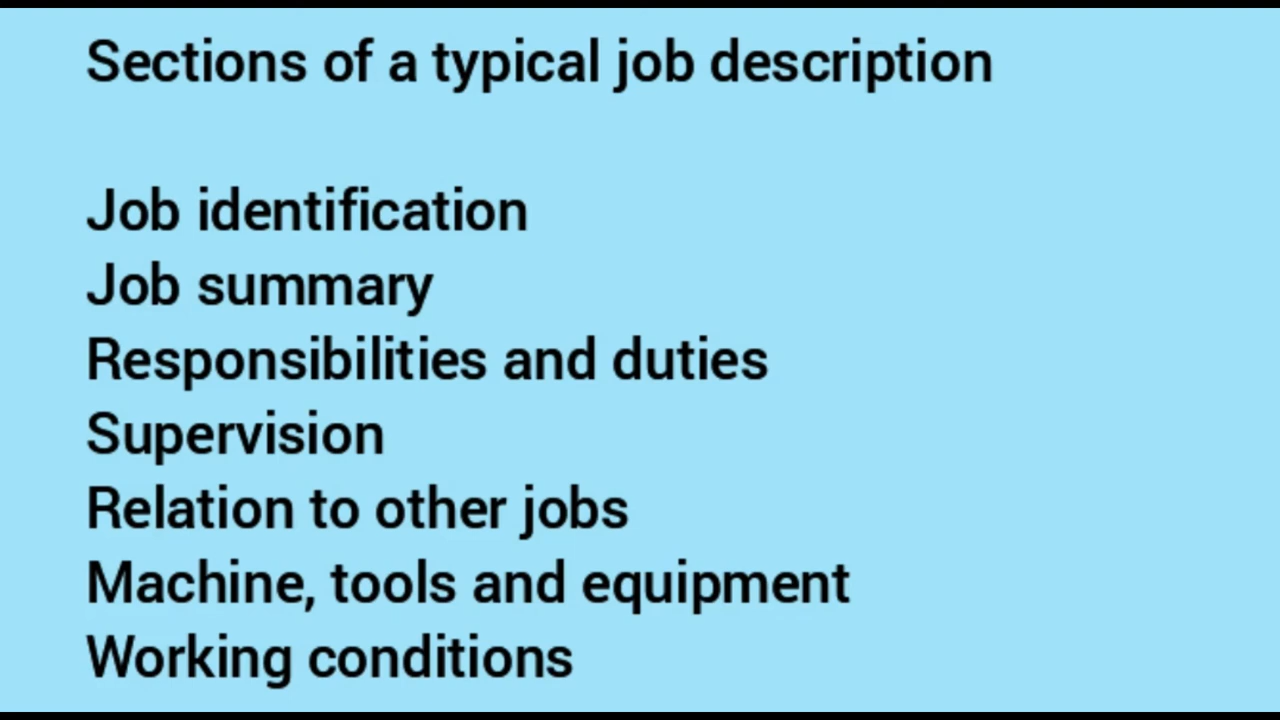 Sections of a typical job description
Job identification
Job summary
Responsibilities and duties
Supervision
Relation to other jobs
Machine, tools and equipment
Working conditions